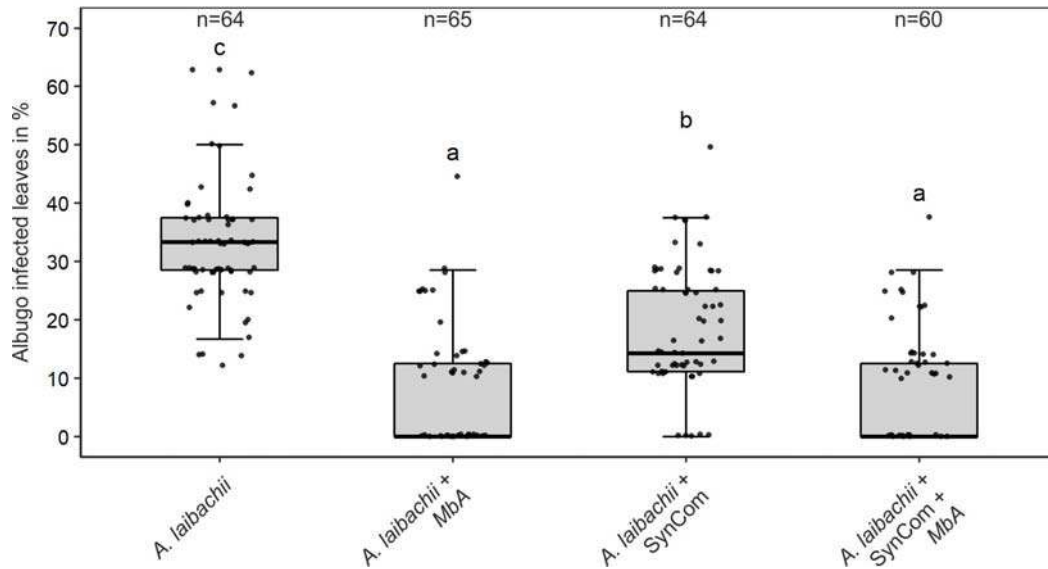 n=64 n=65 n=64 n=60
70
60
50
40
30
20
10
0
Albugo infected leaves in %
c
a
b
a
A. laibachii
A. laibachii +
MbA
A. laibachii +
SynCom
A. laibachii +
SynCom +
MbA